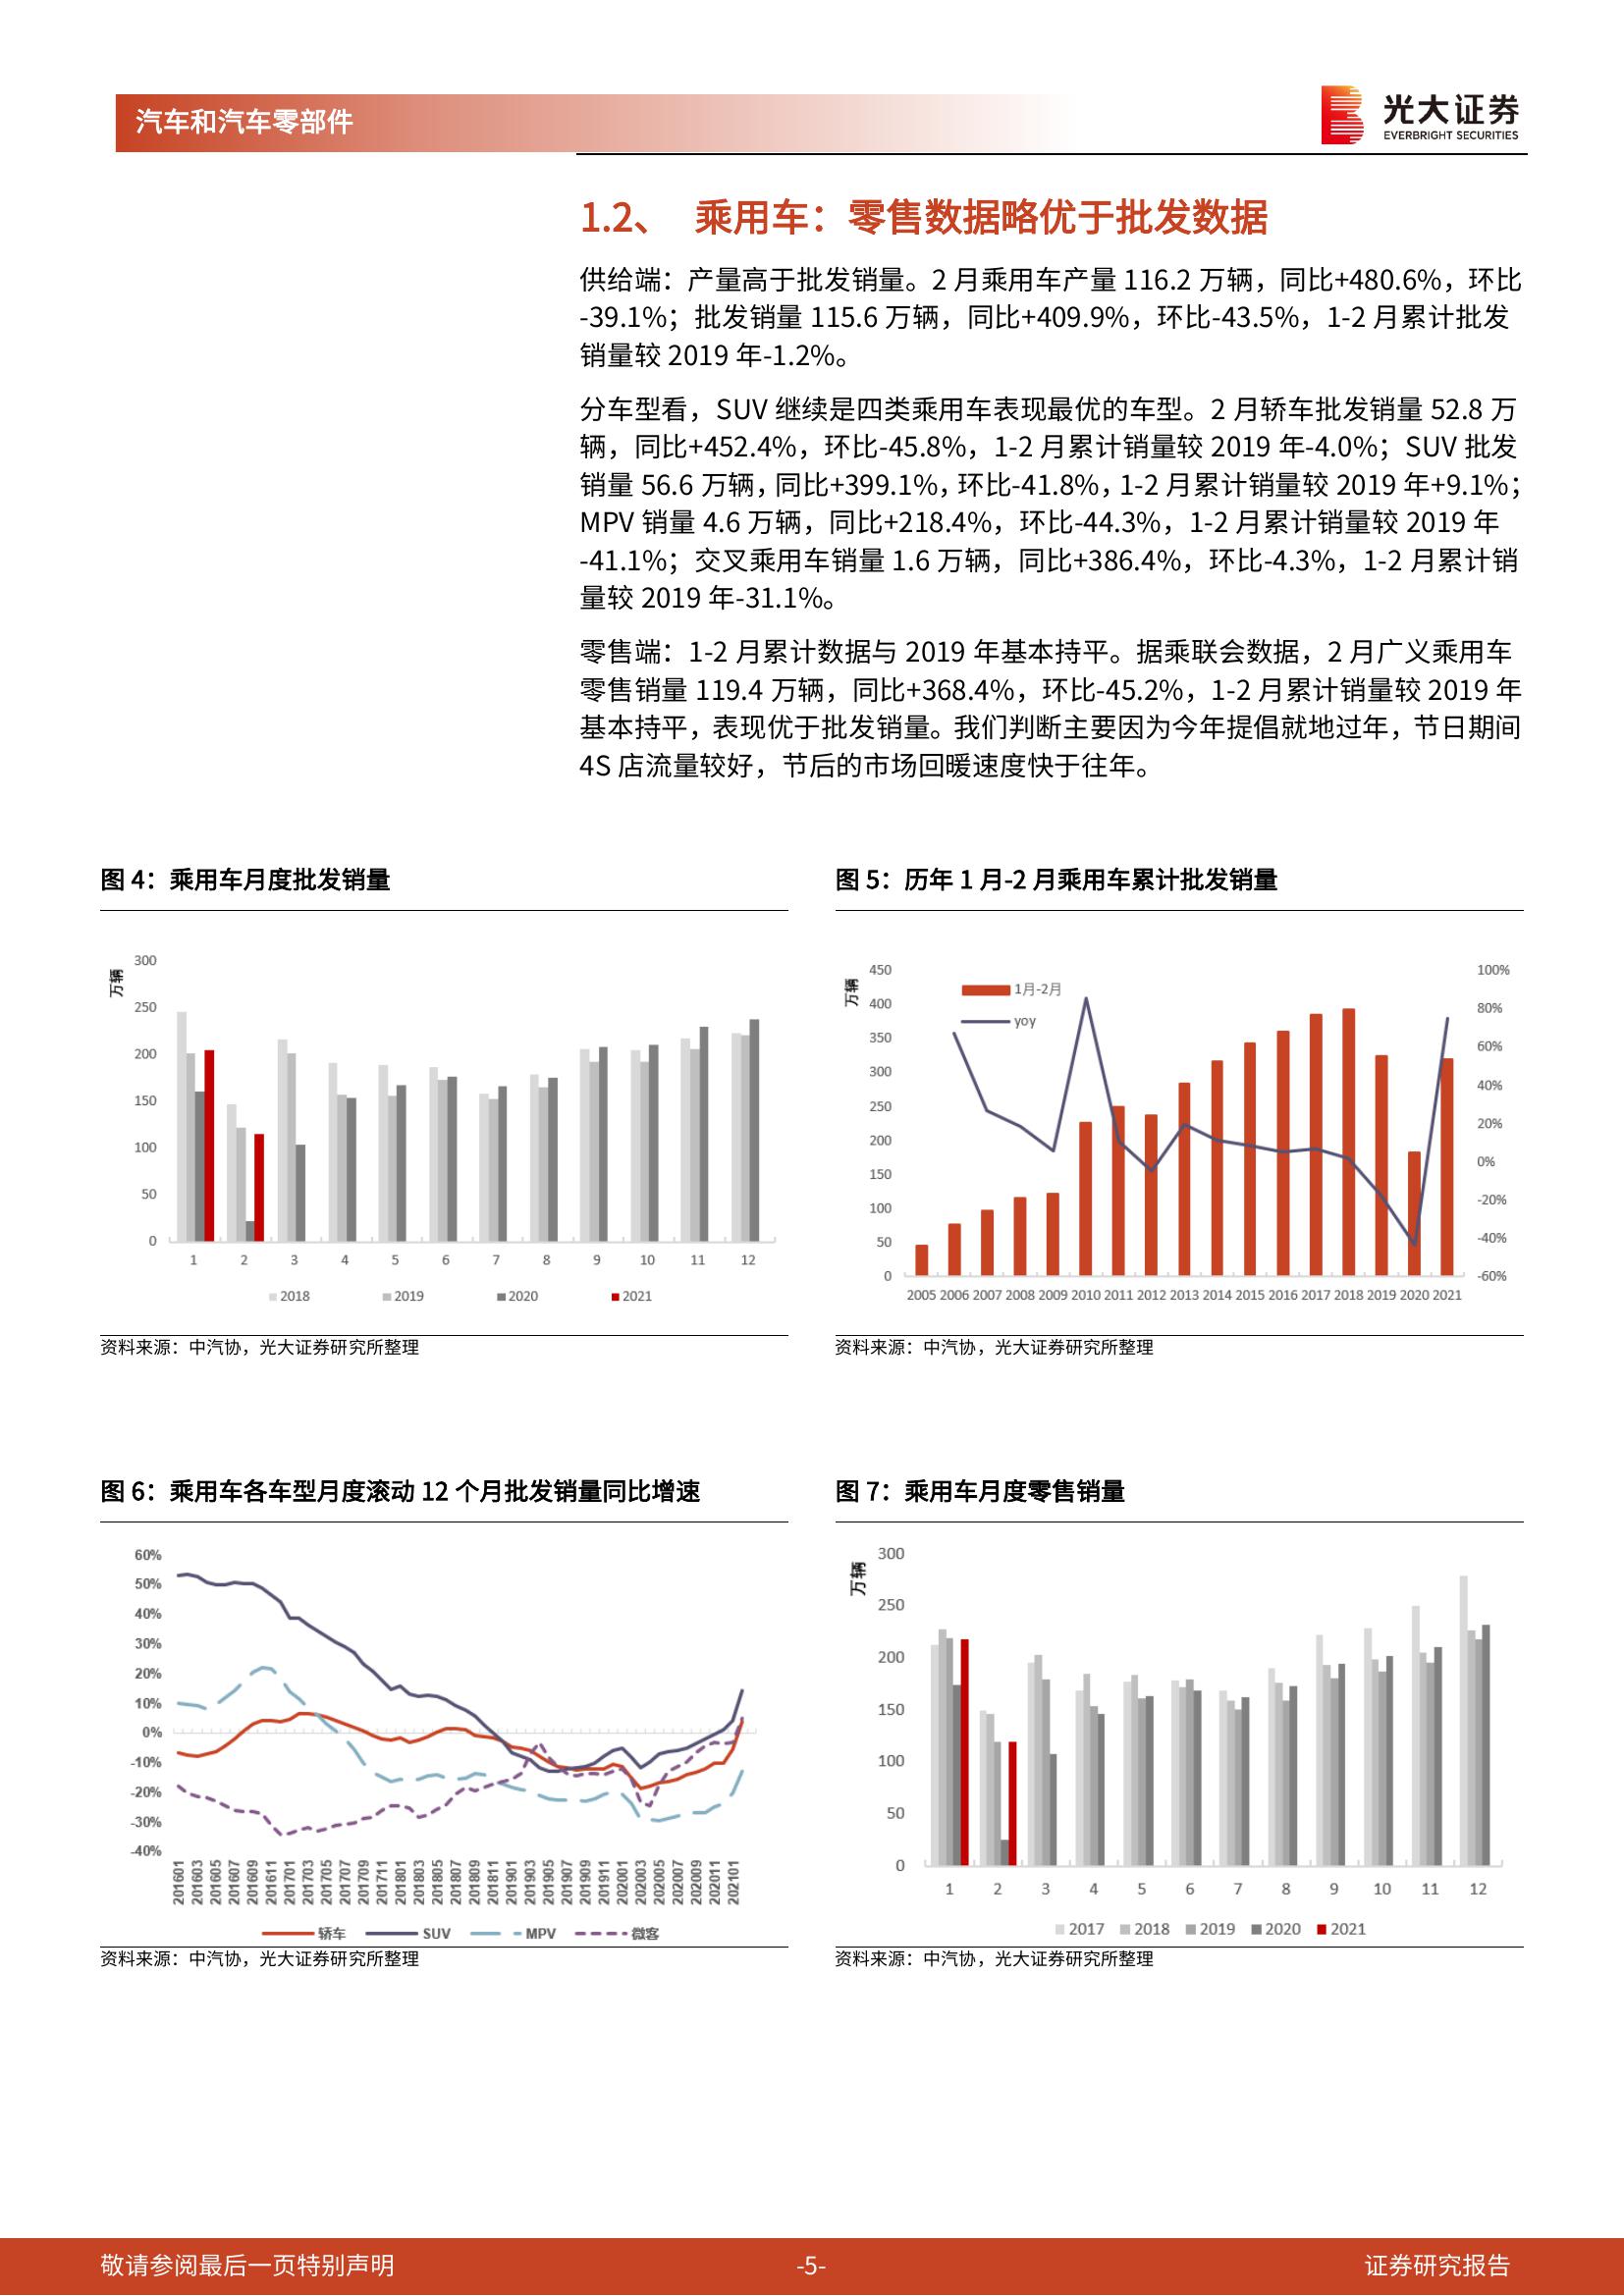 汽车和汽车零部件
光大证券
EVERBRIGHT SECURITIES
1.2、 乘用车：零售数据略优于批发数据
供给端：产量高于批发销量。2 月乘用车产量 116.2 万辆，同比+480.6%，环比
-39.1%；批发销量 115.6 万辆，同比+409.9%，环比-43.5%，1-2 月累计批发
销量较 2019 年-1.2%。
分车型看，SUV 继续是四类乘用车表现最优的车型。2 月轿车批发销量 52.8 万
辆，同比+452.4%，环比-45.8%，1-2 月累计销量较 2019 年-4.0%；SUV 批发
销量 56.6 万辆，同比+399.1%，环比-41.8%，1-2 月累计销量较 2019 年+9.1%；
MPV 销量 4.6 万辆，同比+218.4%，环比-44.3%，1-2 月累计销量较 2019 年
-41.1%；交叉乘用车销量 1.6 万辆，同比+386.4%，环比-4.3%，1-2 月累计销
量较 2019 年-31.1%。
零售端：1-2 月累计数据与 2019 年基本持平。据乘联会数据，2 月广义乘用车
零售销量 119.4 万辆，同比+368.4%，环比-45.2%，1-2 月累计销量较 2019 年
基本持平，表现优于批发销量。我们判断主要因为今年提倡就地过年，节日期间
4S 店流量较好，节后的市场回暖速度快于往年。
图 4：乘用车月度批发销量
万辆
300
250
200
150
100
50
0
1 2 3 4 5 6 7 8 9 10 11 12
2018 2019 2020 2021
资料来源：中汽协，光大证券研究所整理
图 5：历年 1 月-2 月乘用车累计批发销量
万辆
450
400
350
300
250
200
150
100
50
0
1月-2月
yoy
100%
80%
60%
40%
20%
0%
-20%
-40%
-60%
2005 2006 2007 2008 2009 2010 2011 2012 2013 2014 2015 2016 2017 2018 2019 2020 2021
资料来源：中汽协，光大证券研究所整理
图 6：乘用车各车型月度滚动 12 个月批发销量同比增速
60%
50%
40%
30%
20%
10%
0%
-10%
-20%
-30%
-40%
201601 201603 201605 201607 201609 201611 201701 201703 201705 201707 201709 201711 201801 201803 201805 201807 201809 201811 201901 201903 201905 201907 201909 201911 202001 202003 202005 202007 202009 202011 202101
轿车 SUV MPV 微客
资料来源：中汽协，光大证券研究所整理
图 7：乘用车月度零售销量
万辆
300
250
200
150
100
50
0
1 2 3 4 5 6 7 8 9 10 11 12
2017 2018 2019 2020 2021
资料来源：中汽协，光大证券研究所整理
敬请参阅最后一页特别声明 -5- 证券研究报告